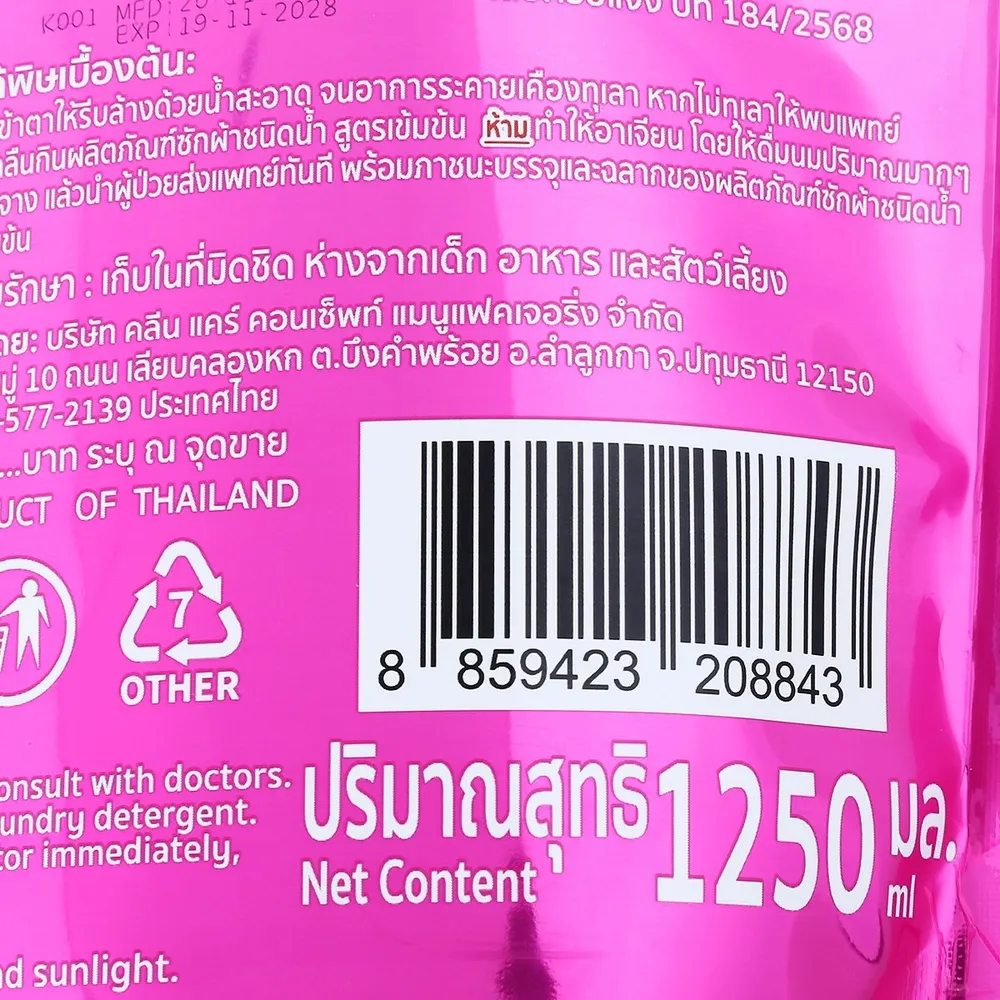 K001 MFD
EXP 19-11-2028
184/2568
พิษเบื้องต้น:
ข้าตาให้รีบล้างด้วยน้ำสะอาด จนอาการระคายเคืองทุเลา หากไม่ทุเลาให้พบแพทย์
ลืนกินผลิตภัณฑ์ซักผ้าชนิดน้ำ สูตรเข้มข้น ห้ามทำให้อาเจียน โดยให้ดื่มนมปริมาณมากๆ
จาง แล้วนำผู้ป่วยส่งแพทย์ทันที พร้อมภาชนะบรรจุและฉลากของผลิตภัณฑ์ซักผ้าชนิดน้ำ
ข้น
รักษา : เก็บในที่มิดชิด ห่างจากเด็ก อาหาร และสัตว์เลี้ยง
ดย: บริษัท คลีน แคร์ คอนเซ็พท์ แมนูแฟคเจอริ่ง จำกัด
มู่ 10 ถนน เลียบคลองหก ต.บึงคำพร้อย อ.ลำลูกกา จ.ปทุมธานี 12150
-577-2139 ประเทศไทย
...บาท ระบุ ณ จุดขาย
UCT OF THAILAND
7
OTHER
8 859423 208843
onsult with doctors.
undry detergent.
tor immediately,
ปริมาณสุทธิ 1250 มล.
Net Content ml
nd sunlight.